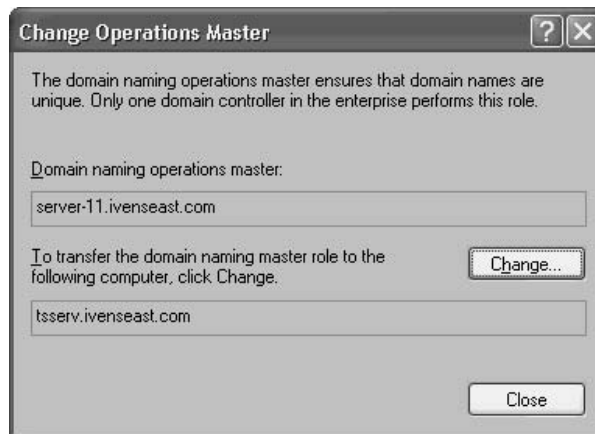 Change Operations Master
?
The domain naming operations master ensures that domain names are
unique. Only one domain controller in the enterprise performs this role.
Domain naming operations master:
server-11.ivenseast.com
To transfer the domain naming master role to the
following computer, click Change.
Change...
tsserv.ivenseast.com
Close